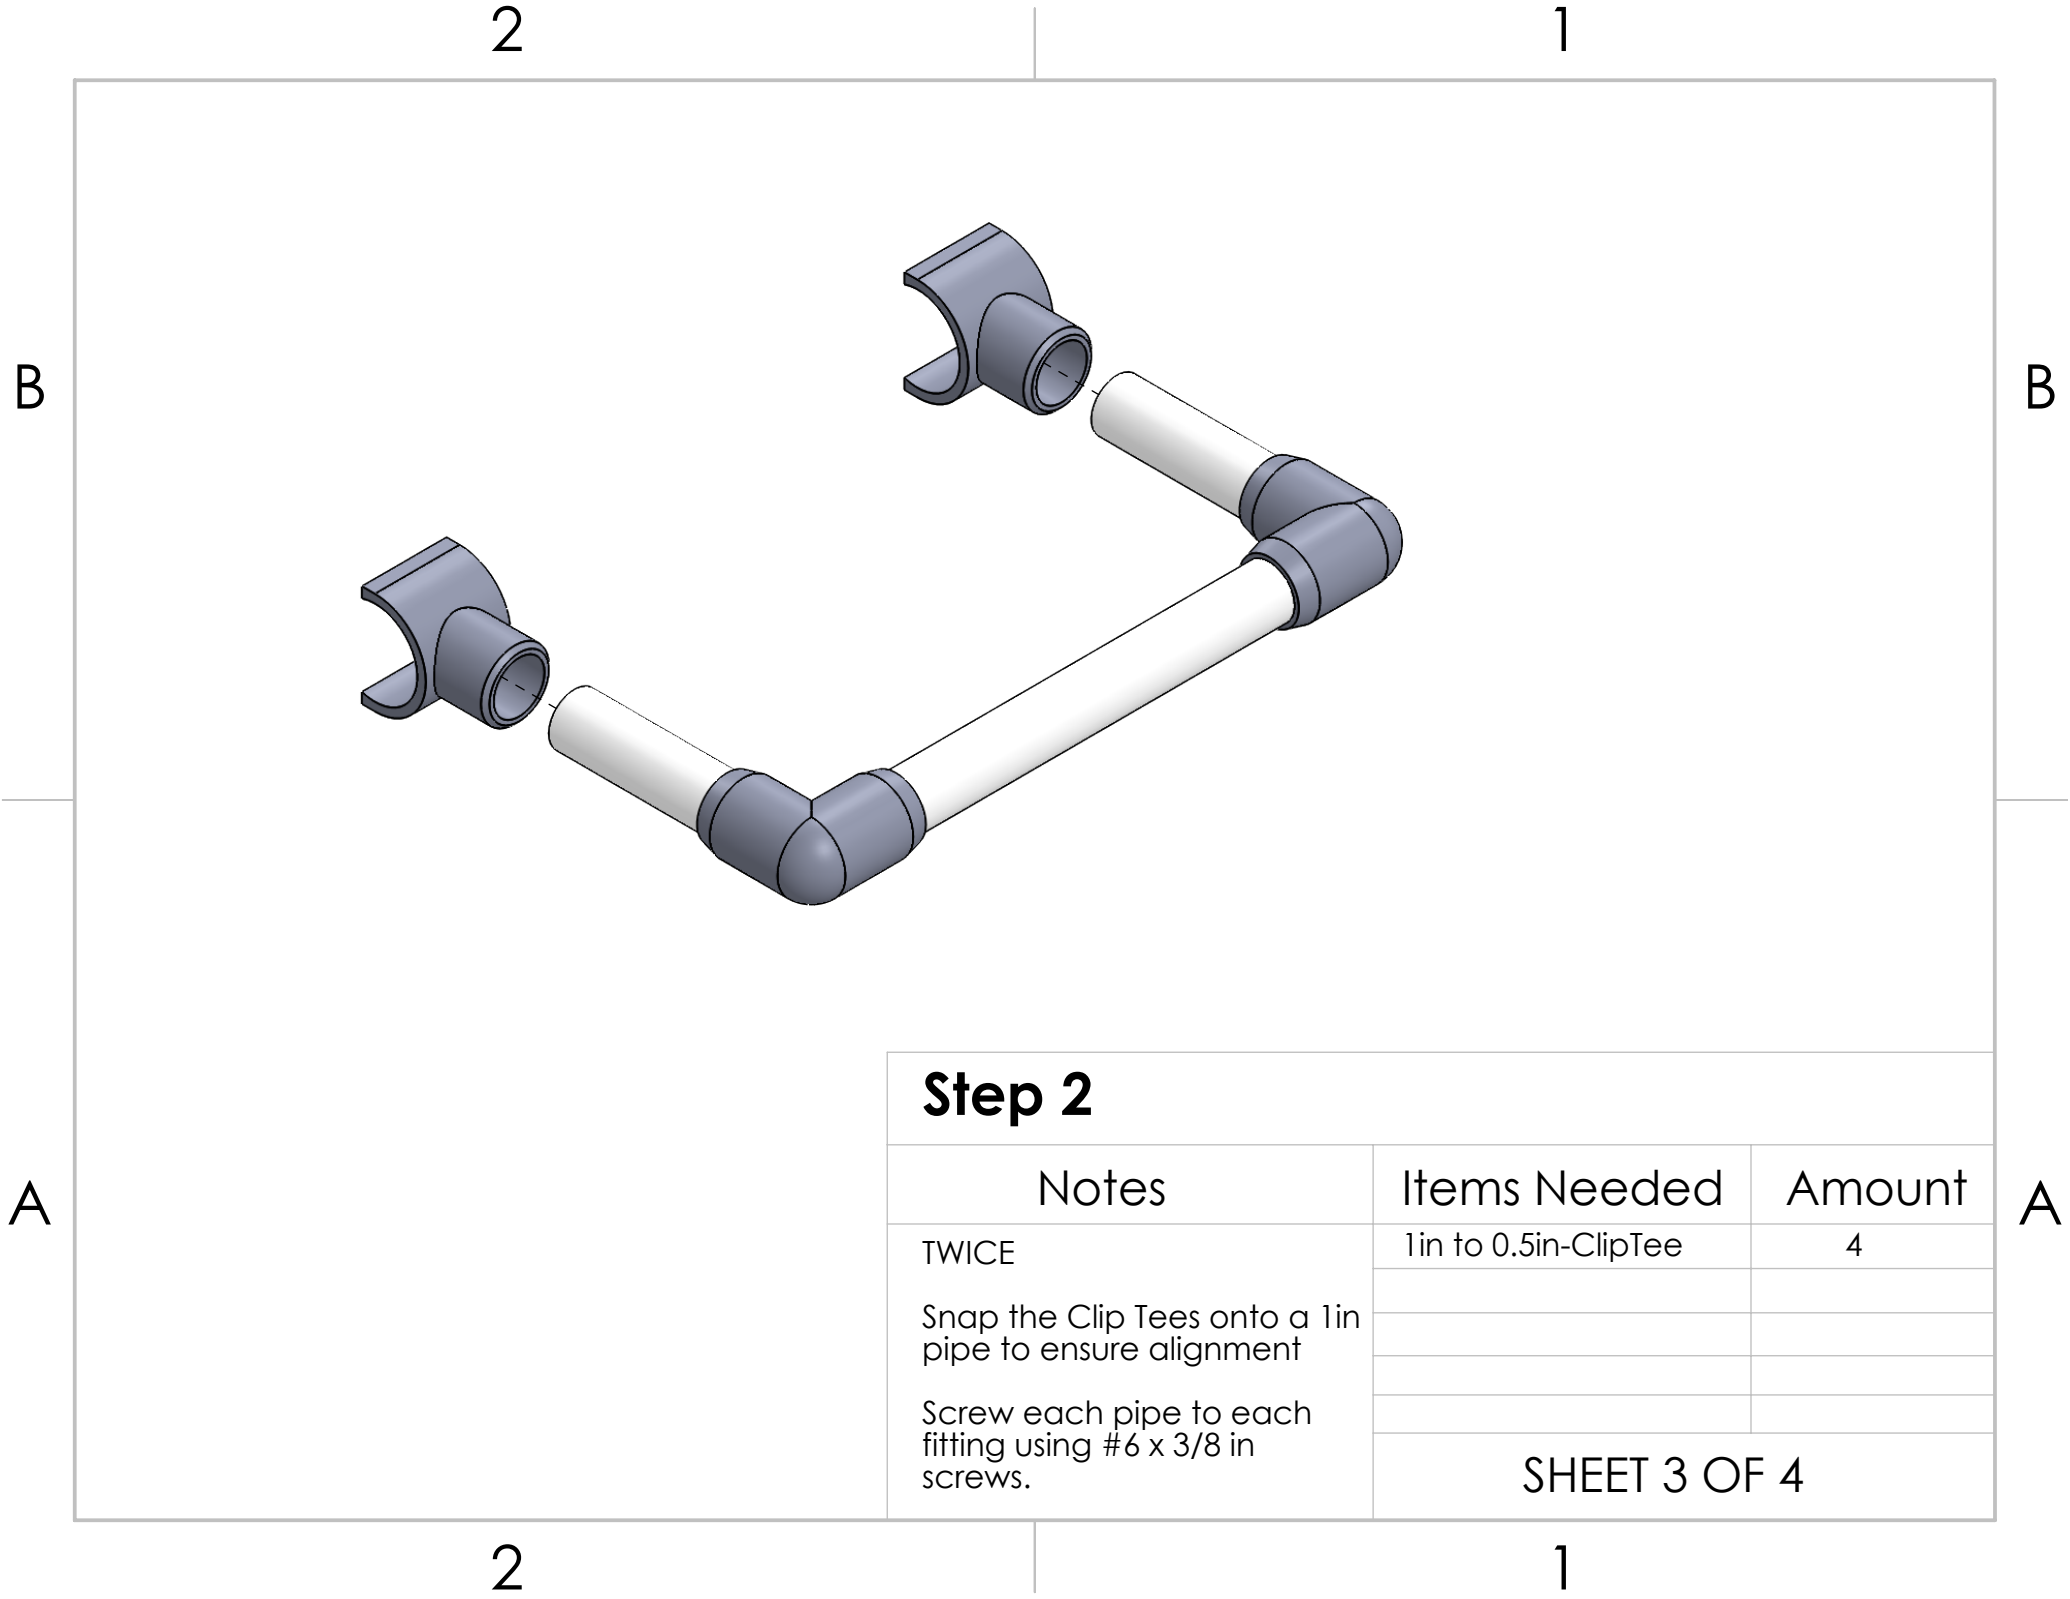 2 1
B B
Step 2
Notes Items Needed Amount
A A
TWICE 1in to 0.5in-ClipTee 4
Snap the Clip Tees onto a 1in
pipe to ensure alignment
Screw each pipe to each
fitting using #6 x 3/8 in
screws.
SHEET 3 OF 4
2 1